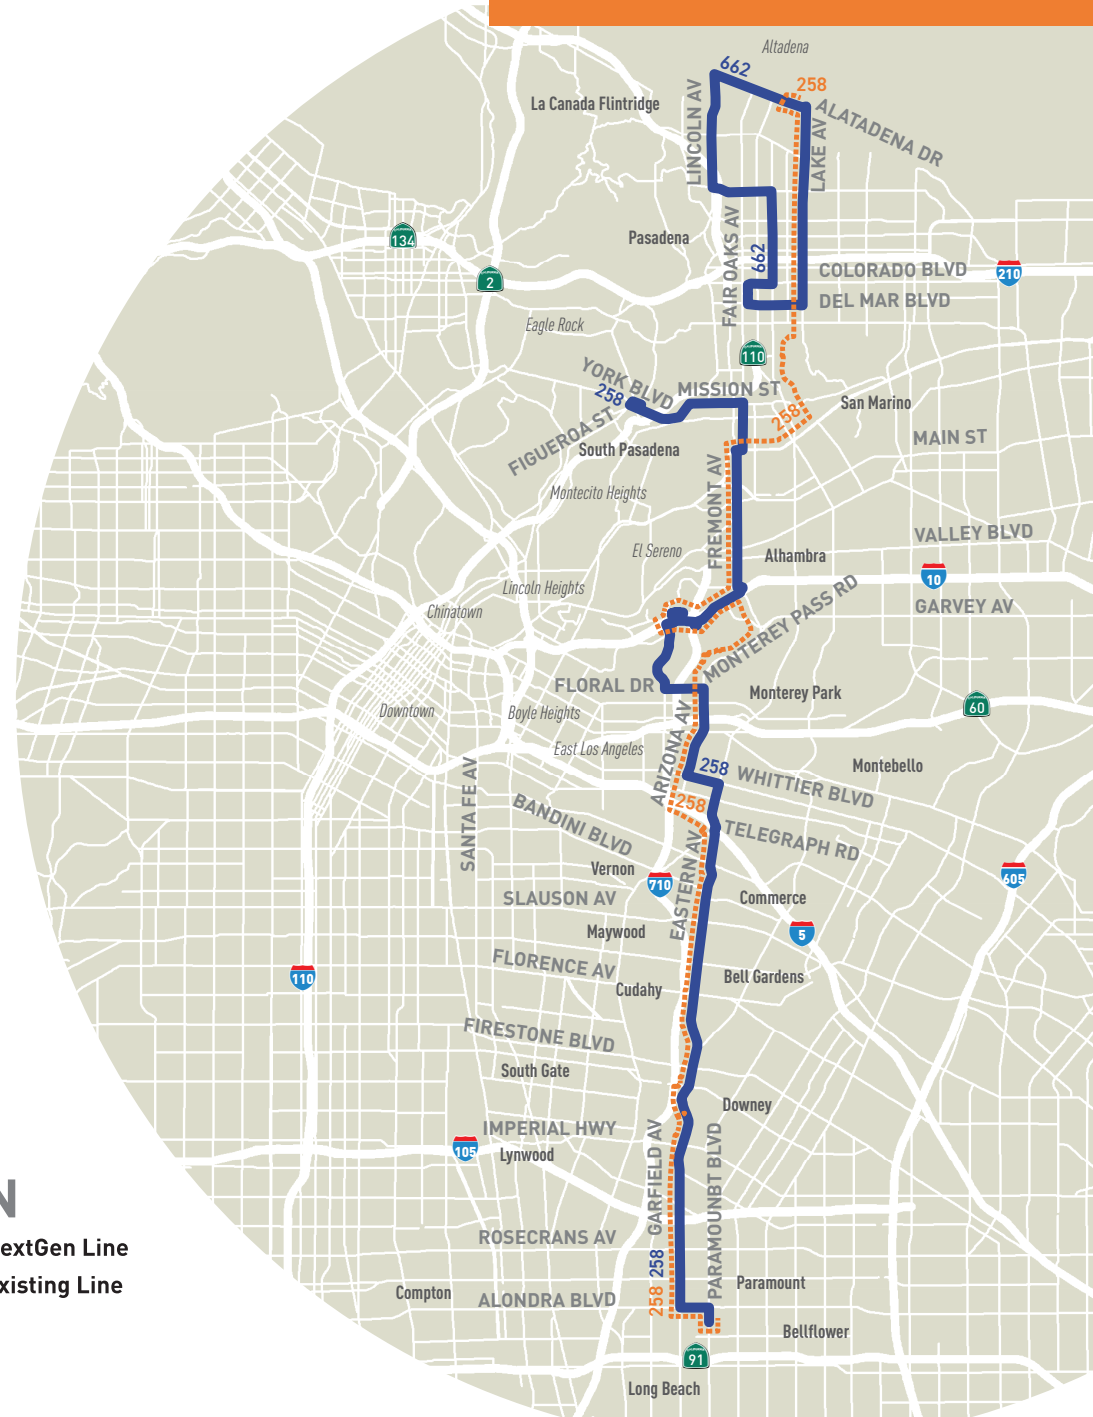 Altadena
662
258
La Canada Flintridge
LINCOLN AV
ALATADENA DR
LAKE AV
134
Pasadena
FAIR OAKS AV
662
2
COLORADO BLVD
210
DEL MAR BLVD
Eagle Rock
110
YORK BLVD
MISSION ST
258
San Marino
258
FIGUEROA ST
South Pasadena
MAIN ST
Montecito Heights
FREMONT AV
VALLEY BLVD
El Sereno
Alhambra
10
Lincoln Heights
GARVEY AV
Chinatown
MONTEREY PASS RD
FLORAL DR
Monterey Park
60
Downtown
Boyle Heights
ARIZONA AV
East Los Angeles
258
WHITTIER BLVD
Montebello
SANTA FE AV
258
BANDINI BLVD
TELEGRAPH RD
Vernon
710
605
EASTERN AV
SLAUSON AV
Commerce
Maywood
5
FLORENCE AV
110
Bell Gardens
Cudahy
FIRESTONE BLVD
South Gate
Downey
IMPERIAL HWY
105
Lynwood
GARFIELD AV
PARAMOUNBT BLVD
N
ROSECRANS AV
extGen Line
258
258
xisting Line
Compton
Paramount
ALONDRA BLVD
Bellflower
91
Long Beach